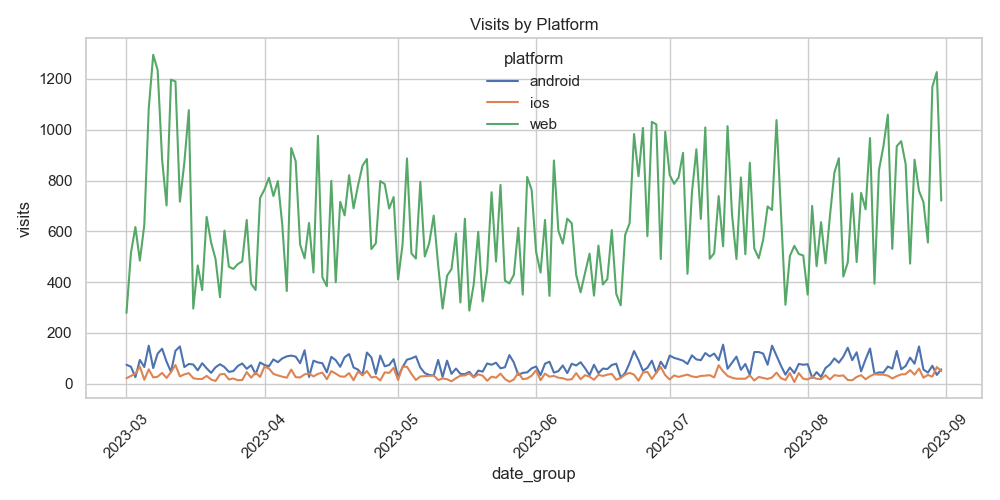 Visits by Platform
platform
android
ios
web
1200
1000
800
600
400
200
0
visits
2023-03
2023-04
2023-05
2023-06
2023-07
2023-08
2023-09
date_group